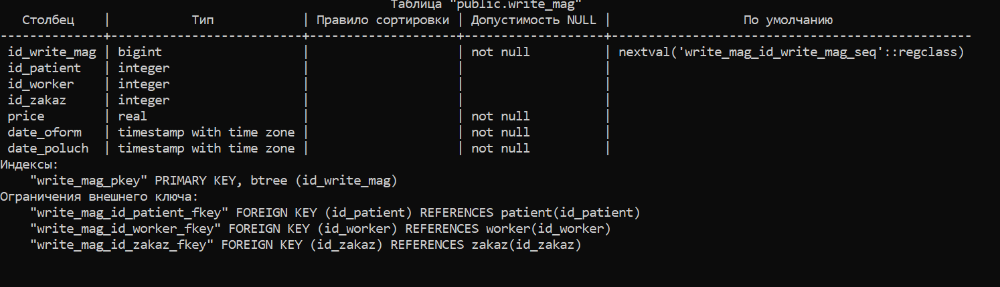 Таблица "public.write_mag"
Столбец | Тип | Правило сортировки | Допустимость NULL | По умолчанию
--------------+--------------------------+--------------------+-------------------+-------------------------------------------------
id_write_mag | bigint | | not null | nextval('write_mag_id_write_mag_seq'::regclass)
id_patient | integer | | |
id_worker | integer | | |
id_zakaz | integer | | |
price | real | | not null |
date_oform | timestamp with time zone | | not null |
date_poluch | timestamp with time zone | | not null |
Индексы:
"write_mag_pkey" PRIMARY KEY, btree (id_write_mag)
Ограничения внешнего ключа:
"write_mag_id_patient_fkey" FOREIGN KEY (id_patient) REFERENCES patient(id_patient)
"write_mag_id_worker_fkey" FOREIGN KEY (id_worker) REFERENCES worker(id_worker)
"write_mag_id_zakaz_fkey" FOREIGN KEY (id_zakaz) REFERENCES zakaz(id_zakaz)